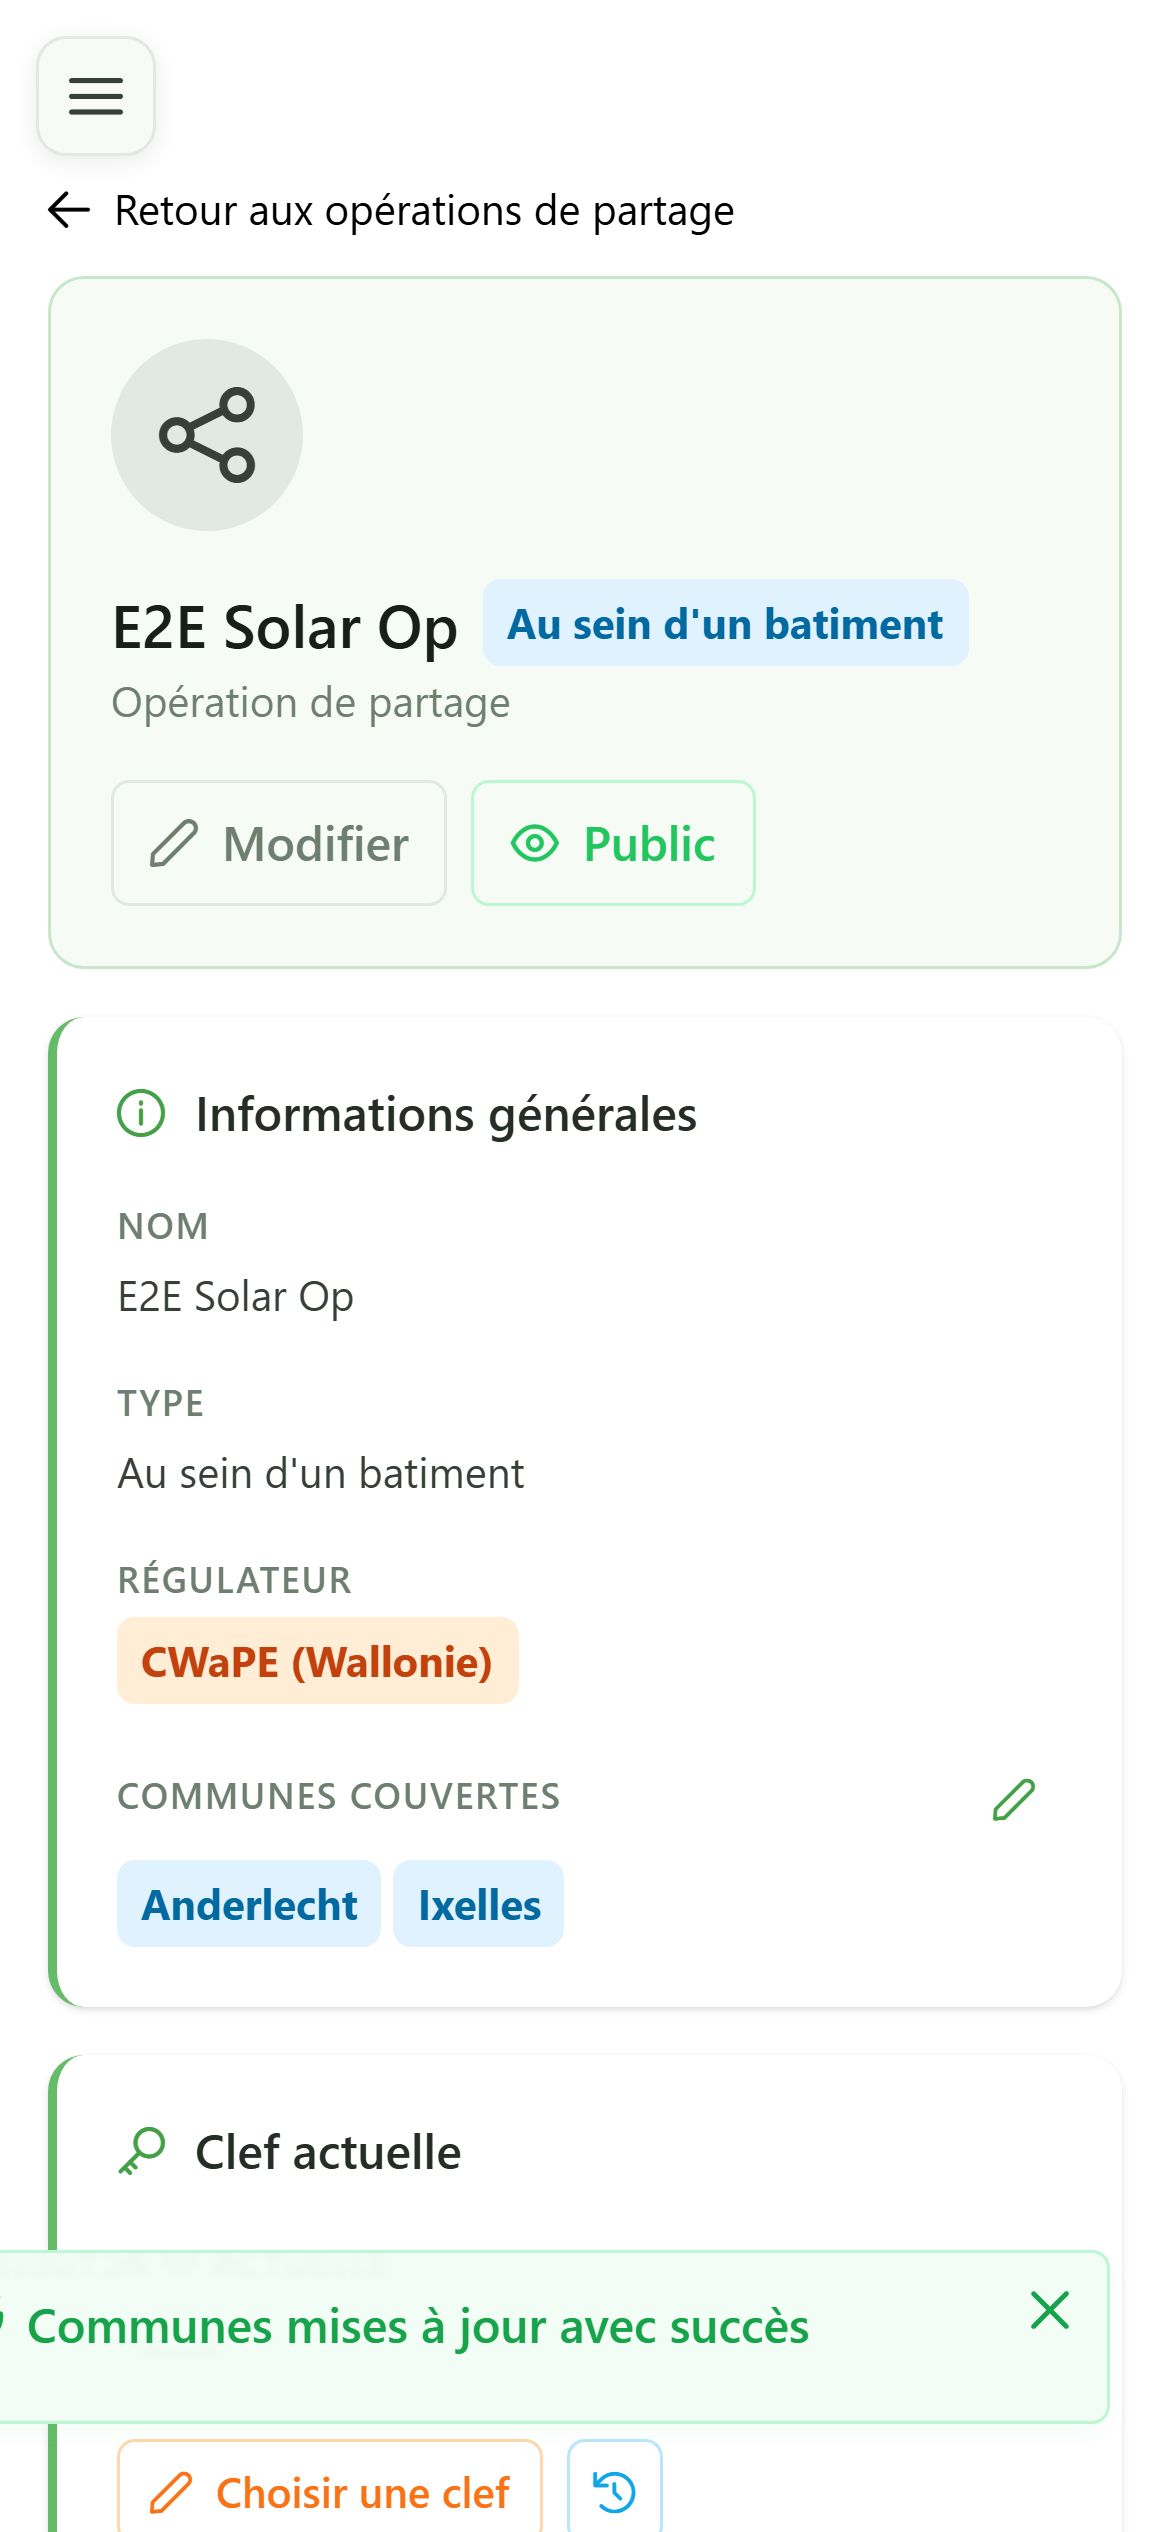 Retour aux opérations de partage
E2E Solar Op
Au sein d'un batiment
Opération de partage
Modifier
Public
Informations générales
NOM
E2E Solar Op
TYPE
Au sein d'un batiment
RÉGULATEUR
CWaPE (Wallonie)
COMMUNES COUVERTES
Anderlecht
Ixelles
Clef actuelle
Communes mises à jour avec succès
Choisir une clef